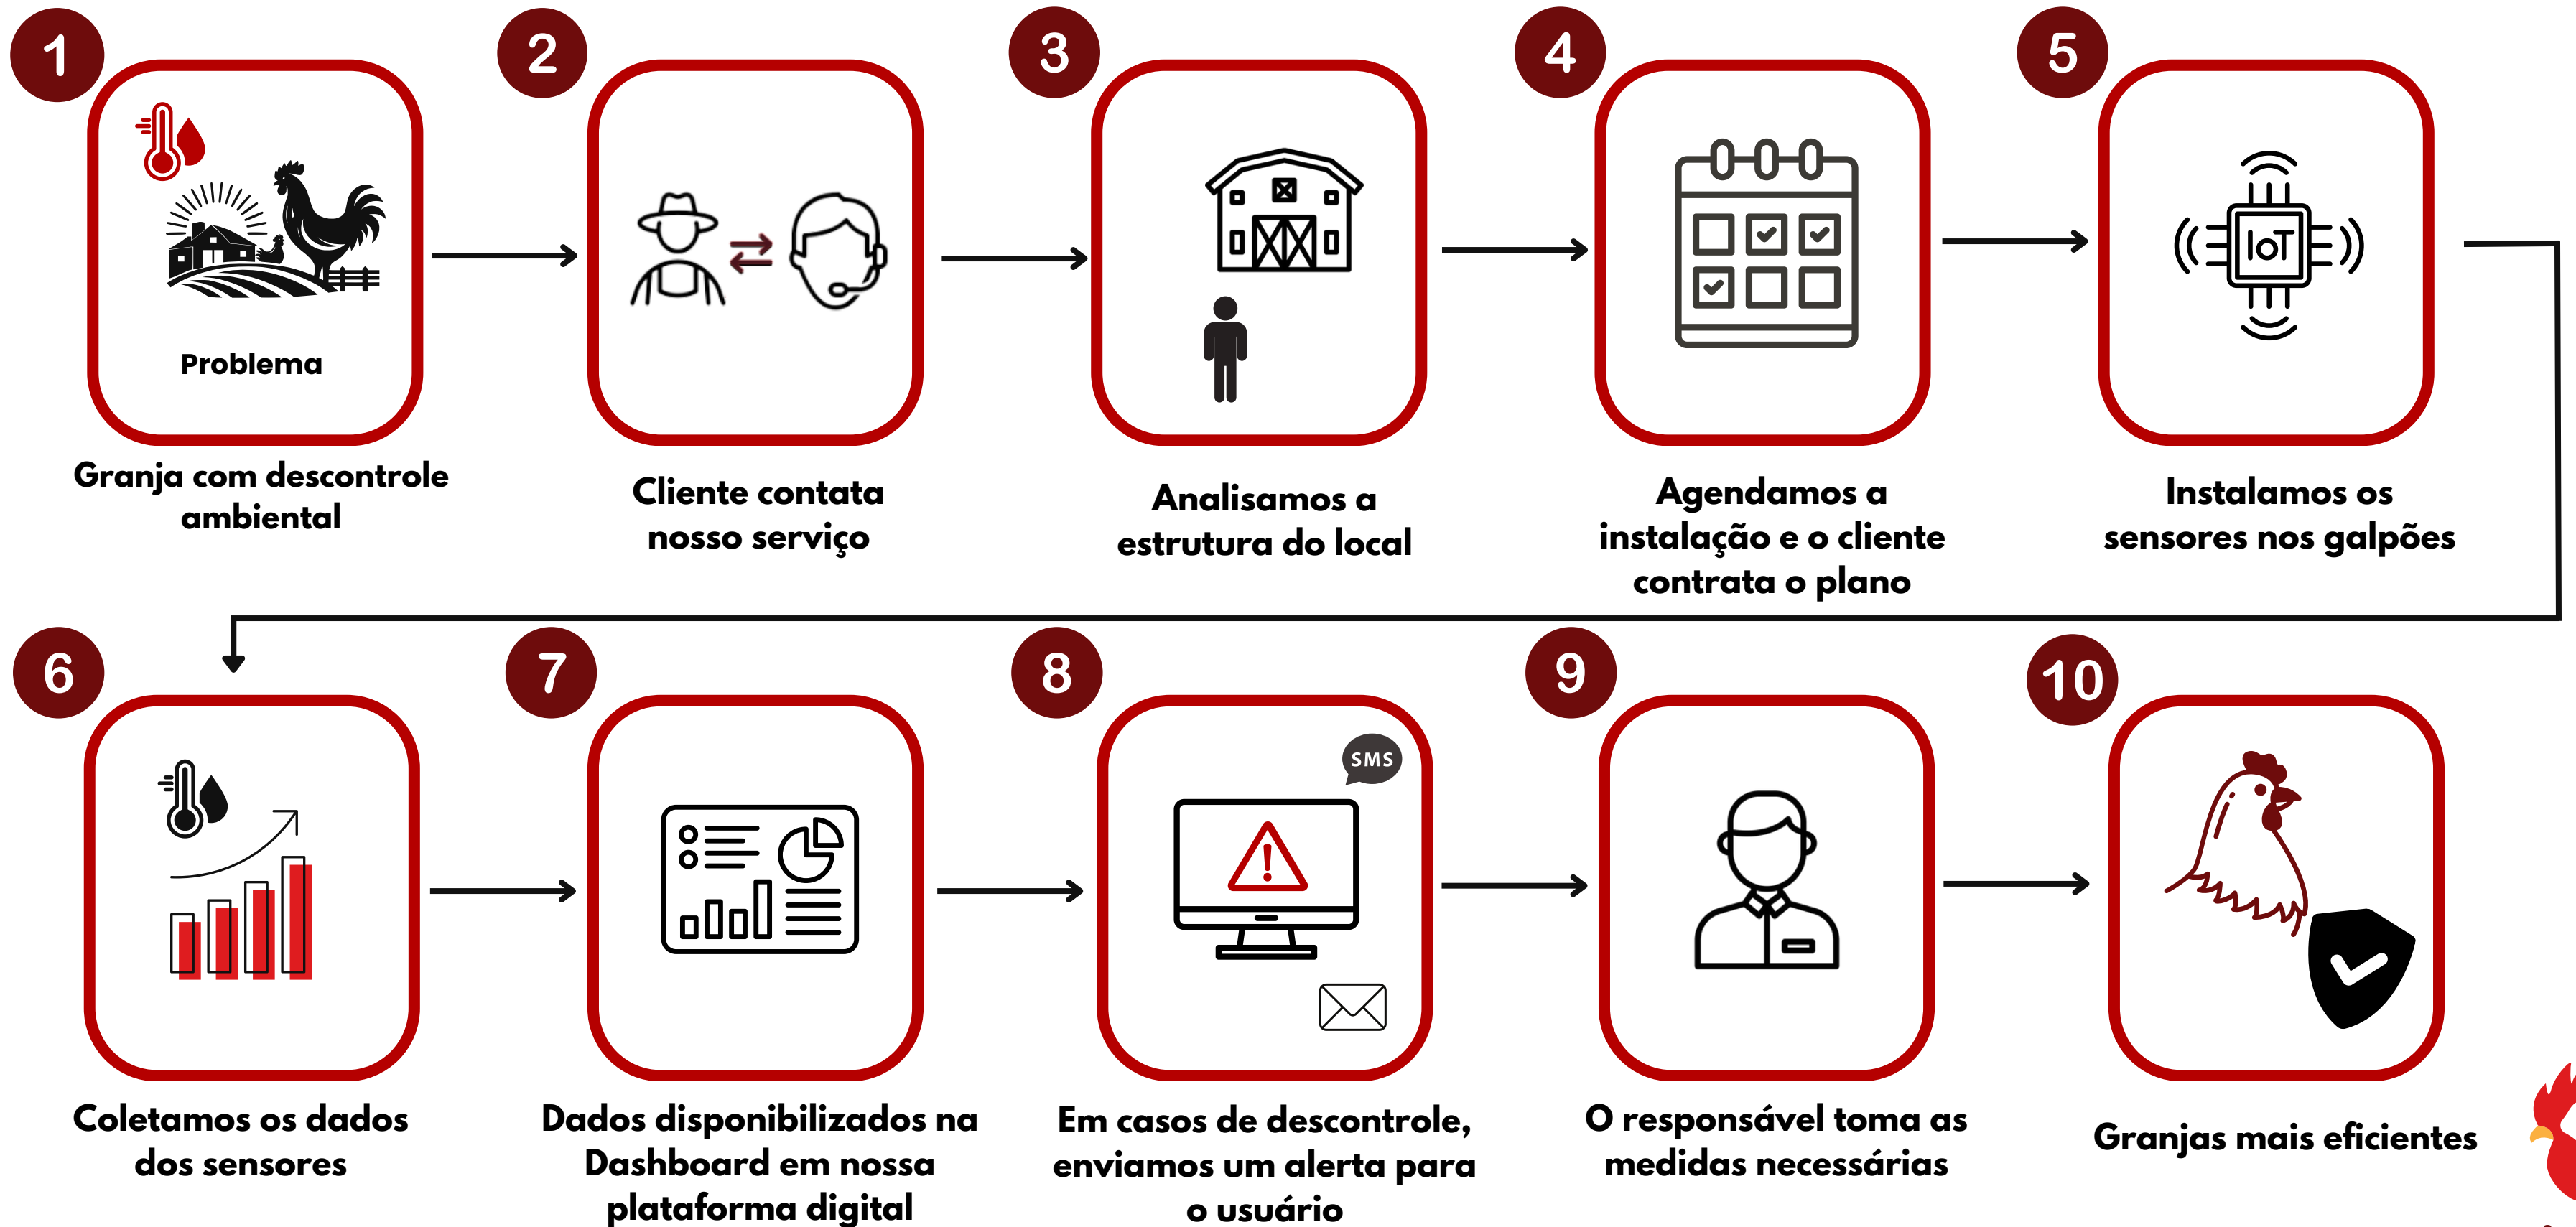 1
Problema
Granja com descontrole
ambiental
2
Cliente contata
nosso serviço
3
Analisamos a
estrutura do local
4
Agendamos a
instalação e o cliente
contrata o plano
5
IoT
Instalamos os
sensores nos galpões
6
Coletamos os dados
dos sensores
7
Dados disponibilizados na
Dashboard em nossa
plataforma digital
8
SMS
Em casos de descontrole,
enviamos um alerta para
o usuário
9
O responsável toma as
medidas necessárias
10
Granjas mais eficientes